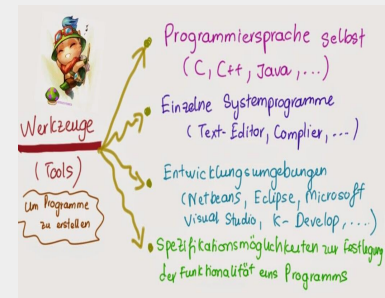 Programmiersprache selbst
(C, C++, Java, ...)
Einzelne Systemprogramme
(Text-Editor, Complier, ...)
Werkzeuge
(Tools)
um Programme
zu erstellen
Entwicklungsumgebungen
(Netbeans, Eclipse, Microsoft
Visual Studio, K-Develop, ....)
Spezifikationsmöglichkeiten zur Festlegung
der Funktionalität eins Programms